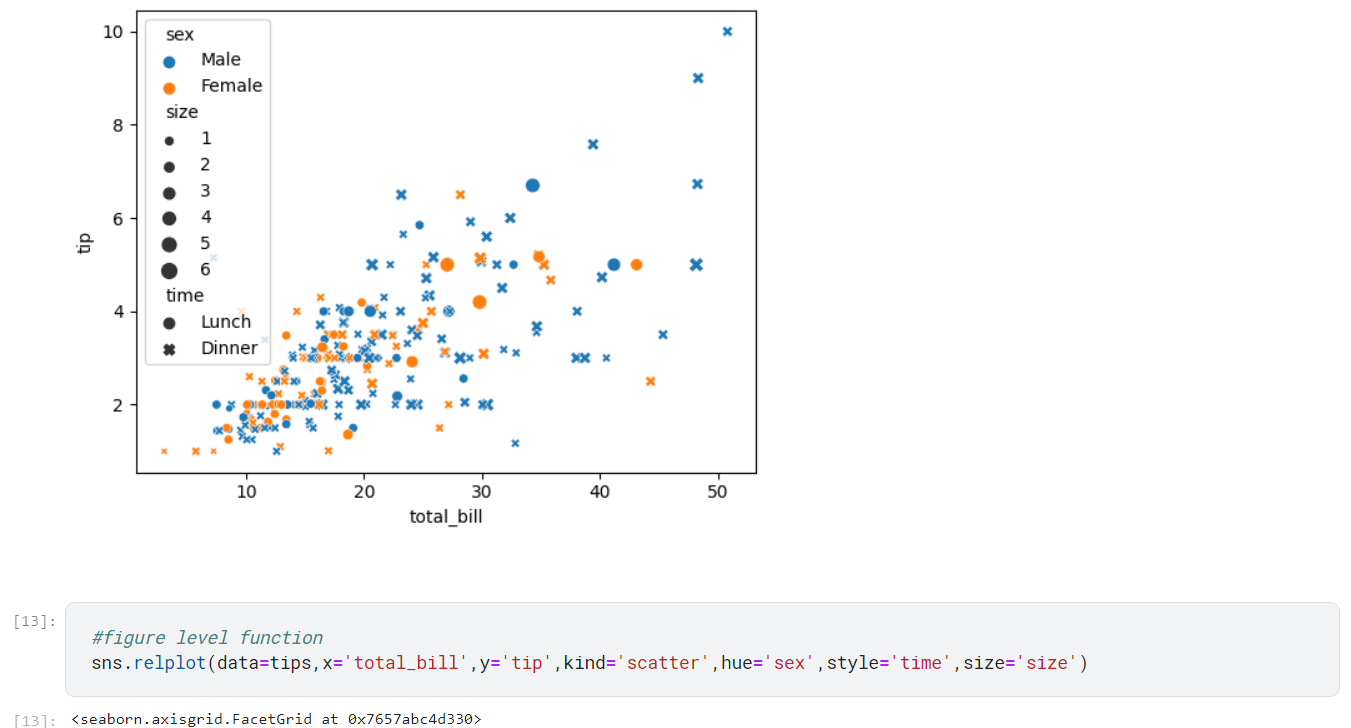 sex
Male
Female
size
1
2
3
4
5
6
time
Lunch
Dinner
10
8
6
4
2
tip
10 20 30 40 50
total_bill
[13]:
#figure level function
sns.relplot(data=tips,x='total_bill',y='tip',kind='scatter',hue='sex',style='time',size='size')
[13]: <seaborn.axisgrid.FacetGrid at 0x7657abc4d330>